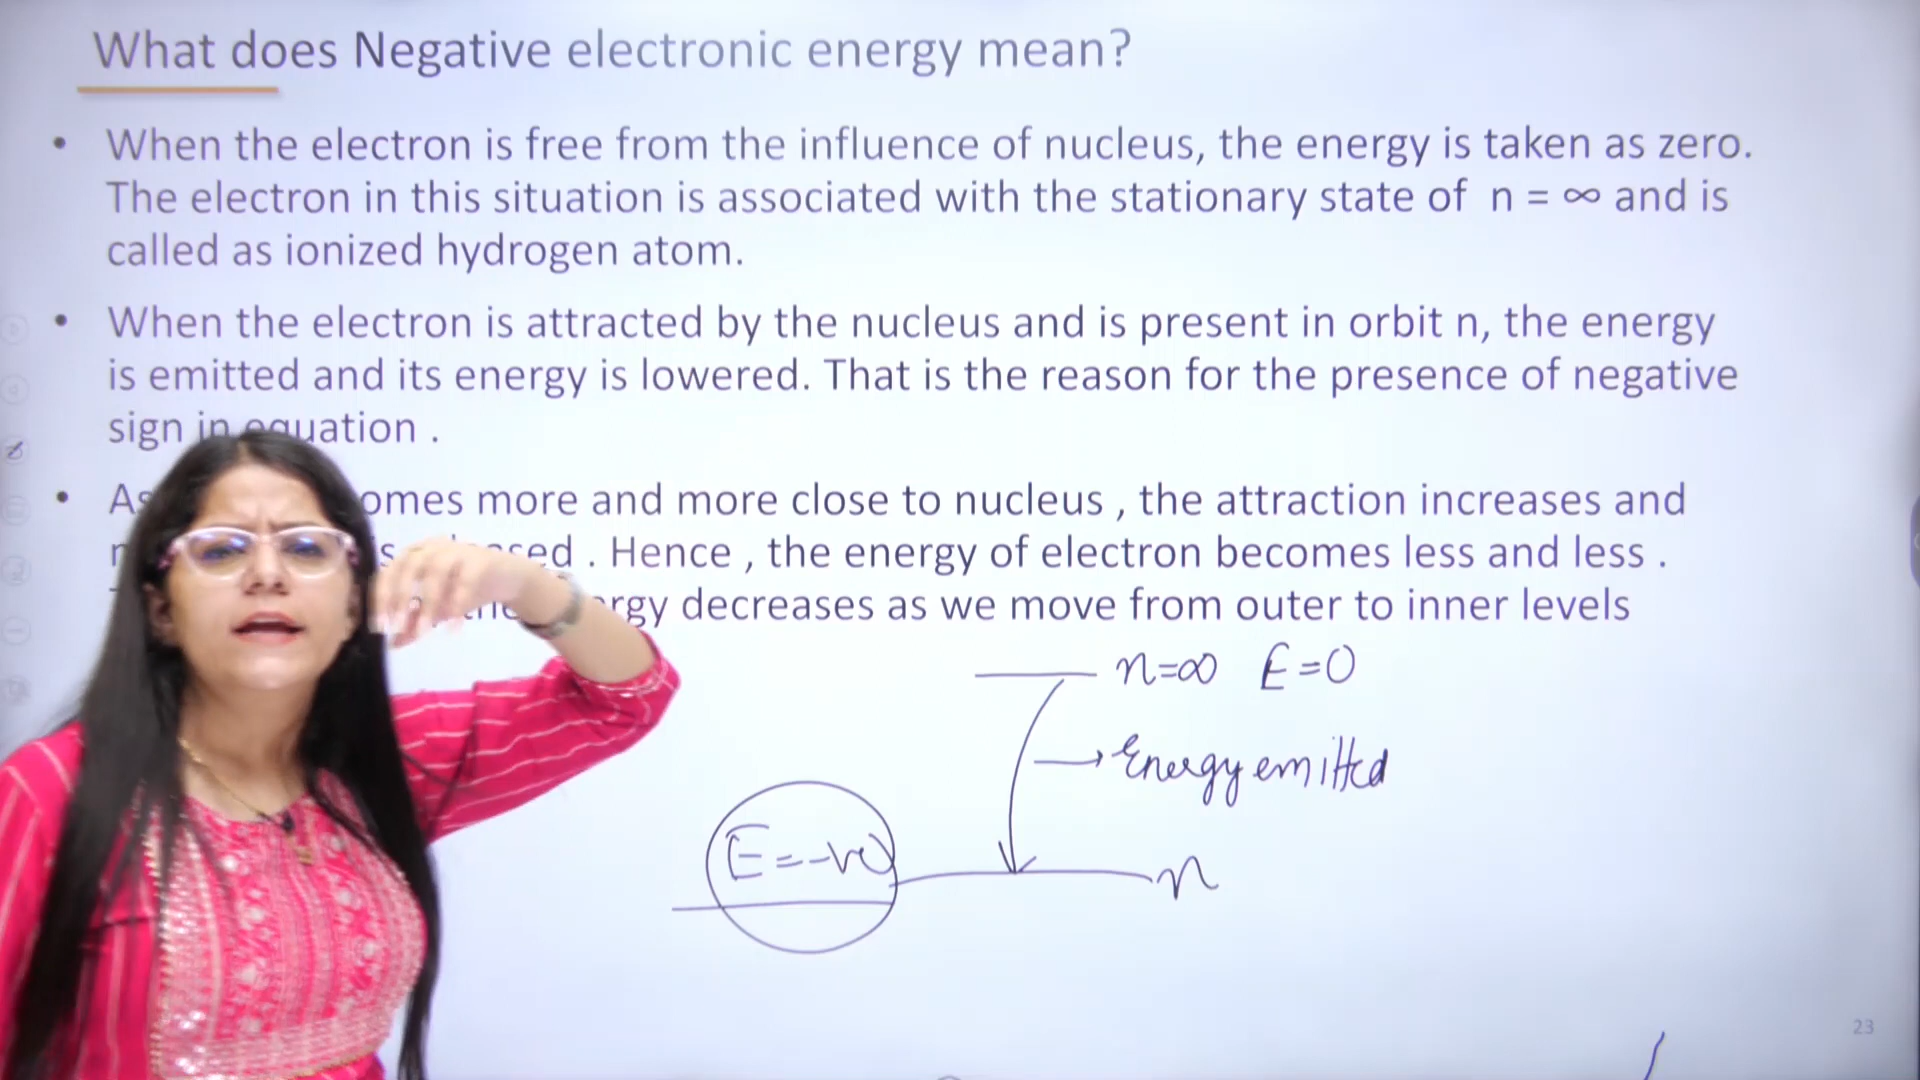 What does Negative electronic energy mean?
• When the electron is free from the influence of nucleus, the energy is taken as zero.
The electron in this situation is associated with the stationary state of n = ∞ and is
called as ionized hydrogen atom.
• When the electron is attracted by the nucleus and is present in orbit n, the energy
is emitted and its energy is lowered. That is the reason for the presence of negative
sign in equation .
• As more and more close to nucleus , the attraction increases and
. Hence , the energy of electron becomes less and less .
decreases as we move from outer to inner levels
n=∞ E=0
Energy emitted
E=-ve
n
23